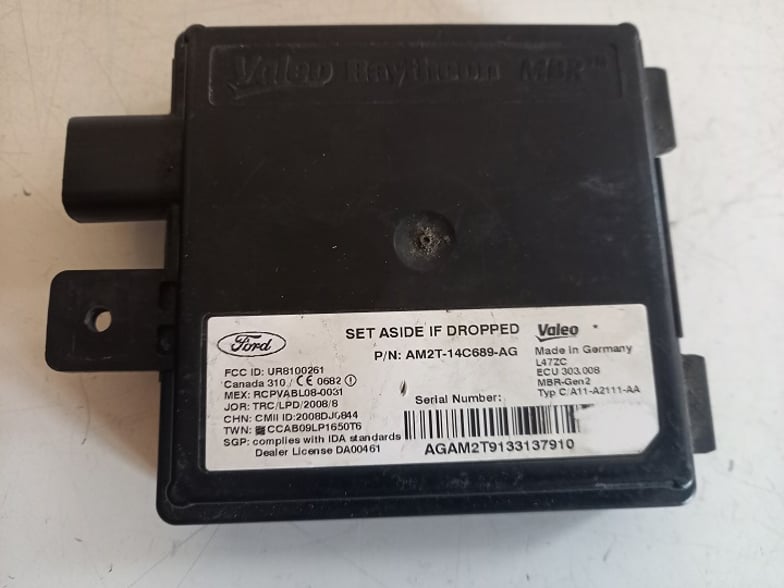 Valeo Raytheon MBR™
Ford
SET ASIDE IF DROPPED
Valeo
P/N: AM2T-14C689-AG
Made in Germany
L47ZC
ECU 303.008
MBR-Gen2
Typ C/A11-A2111-AA
FCC ID: UR8100261
Canada 310 / CE 0682 !
MEX: RCPVABL08-0031
JOR: TRC/LPD/2008/8
CHN: CMII ID:2008DJ0844
TWN: CCAB09LP1650T6
SGP: complies with IDA standards
Dealer License DA00461
Serial Number:
AGAM2T9133137910